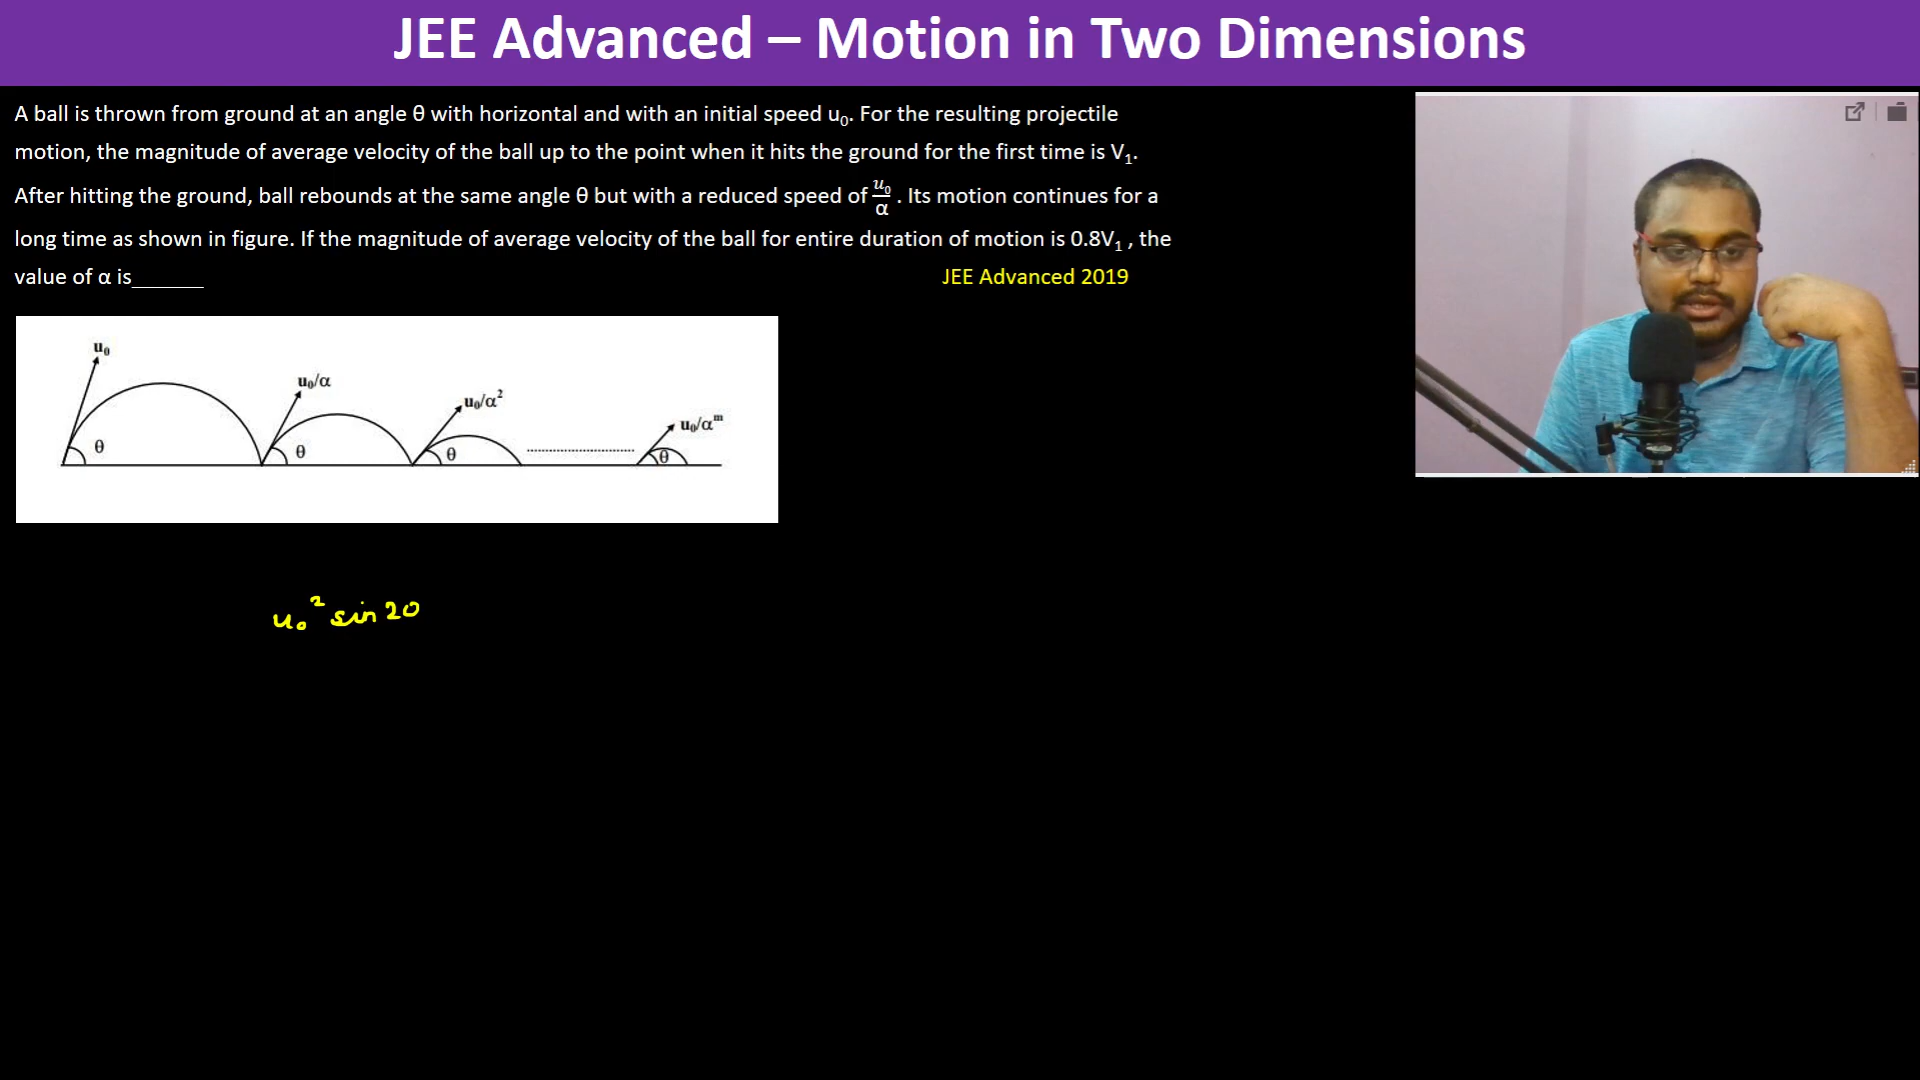 JEE Advanced – Motion in Two Dimensions
A ball is thrown from ground at an angle θ with horizontal and with an initial speed u₀. For the resulting projectile
motion, the magnitude of average velocity of the ball up to the point when it hits the ground for the first time is V₁.
After hitting the ground, ball rebounds at the same angle θ but with a reduced speed of u₀/α . Its motion continues for a
long time as shown in figure. If the magnitude of average velocity of the ball for entire duration of motion is 0.8V₁ , the
value of α is______
JEE Advanced 2019
u₀
u₀/α
u₀/α²
u₀/αᵐ
θ
θ
θ
θ
u₀² sin 2θ